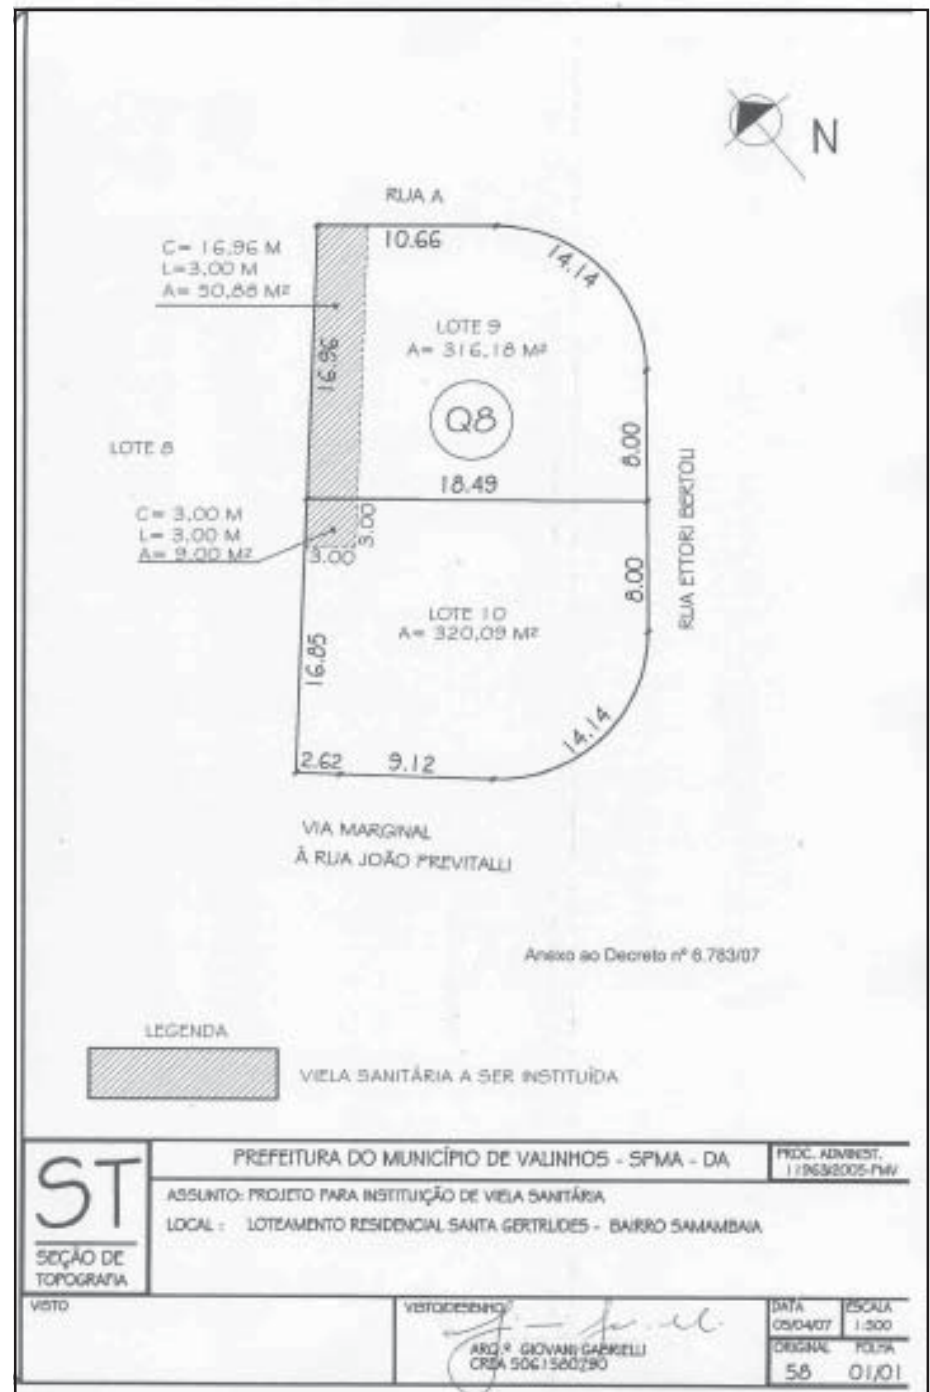 N
RUA A
10.66
14.14
C= 16,96 M
L=3,00 M
A= 50,88 M²
LOTE 9
A= 316,18 M²
16.96
Q8
8.00
LOTE 8
18.49
RUA ETTORI BERTOLI
C= 3,00 M
L= 3,00 M
A= 9,00 M²
3.00
3.00
8.00
LOTE 10
A= 320,09 M²
16.85
14.14
2.62
9.12
VIA MARGINAL
À RUA JOÃO PREVITALLI
Anexo ao Decreto nº 6.783/07
LEGENDA
VIELA SANITÁRIA A SER INSTITUÍDA
ST
SEÇÃO DE
TOPOGRAFIA
PREFEITURA DO MUNICÍPIO DE VALINHOS - SPMA - DA
PROC. ADMINIST.
11963/2005-PMV
ASSUNTO: PROJETO PARA INSTITUIÇÃO DE VIELA SANITÁRIA
LOCAL : LOTEAMENTO RESIDENCIAL SANTA GERTRUDES - BAIRRO SAMAMBAIA
VISTO
VISTO/DESENHO
ARQ.º GIOVANI GABRIELLI
CREA 5061580290
DATA
05/04/07
ESCALA
1:500
ORIGINAL
58
FOLHA
01/01